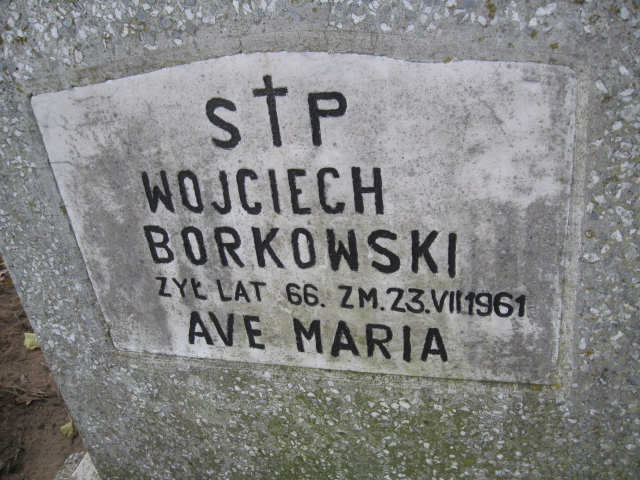 S†P
WOJCIECH
BORKOWSKI
ŻYŁ LAT 66. ZM. 23.VII1961
AVE MARIA